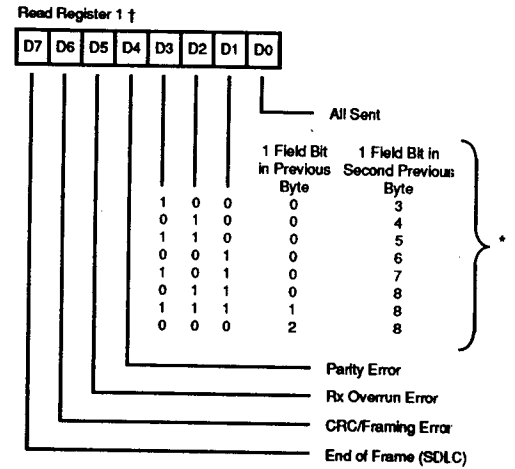 Read Register 1 †
D7 D6 D5 D4 D3 D2 D1 D0
All Sent
1 Field Bit 1 Field Bit in
in Previous Second Previous
Byte Byte
1 0 0 0 3
0 1 0 0 4
1 1 0 0 5
0 0 1 0 6
1 0 1 0 7
0 1 1 0 8
1 1 1 1 8
0 0 0 2 8
*
Parity Error
Rx Overrun Error
CRC/Framing Error
End of Frame (SDLC)